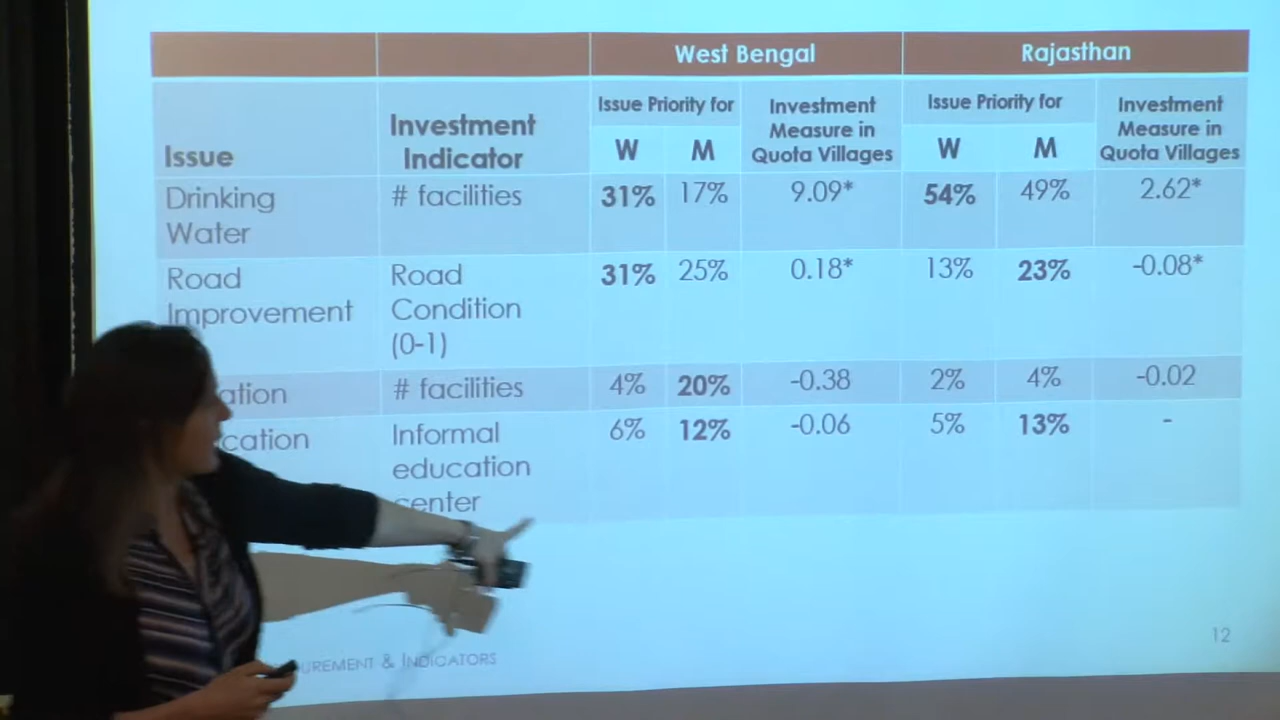 West Bengal Rajasthan
Issue Investment Indicator Issue Priority for Investment Measure in Quota Villages Issue Priority for Investment Measure in Quota Villages
W M W M
Drinking Water # facilities 31% 17% 9.09* 54% 49% 2.62*
Road Improvement Road Condition (0-1) 31% 25% 0.18* 13% 23% -0.08*
# facilities 4% 20% -0.38 2% 4% -0.02
Informal education center 6% 12% -0.06 5% 13% -
12
& INDICATORS